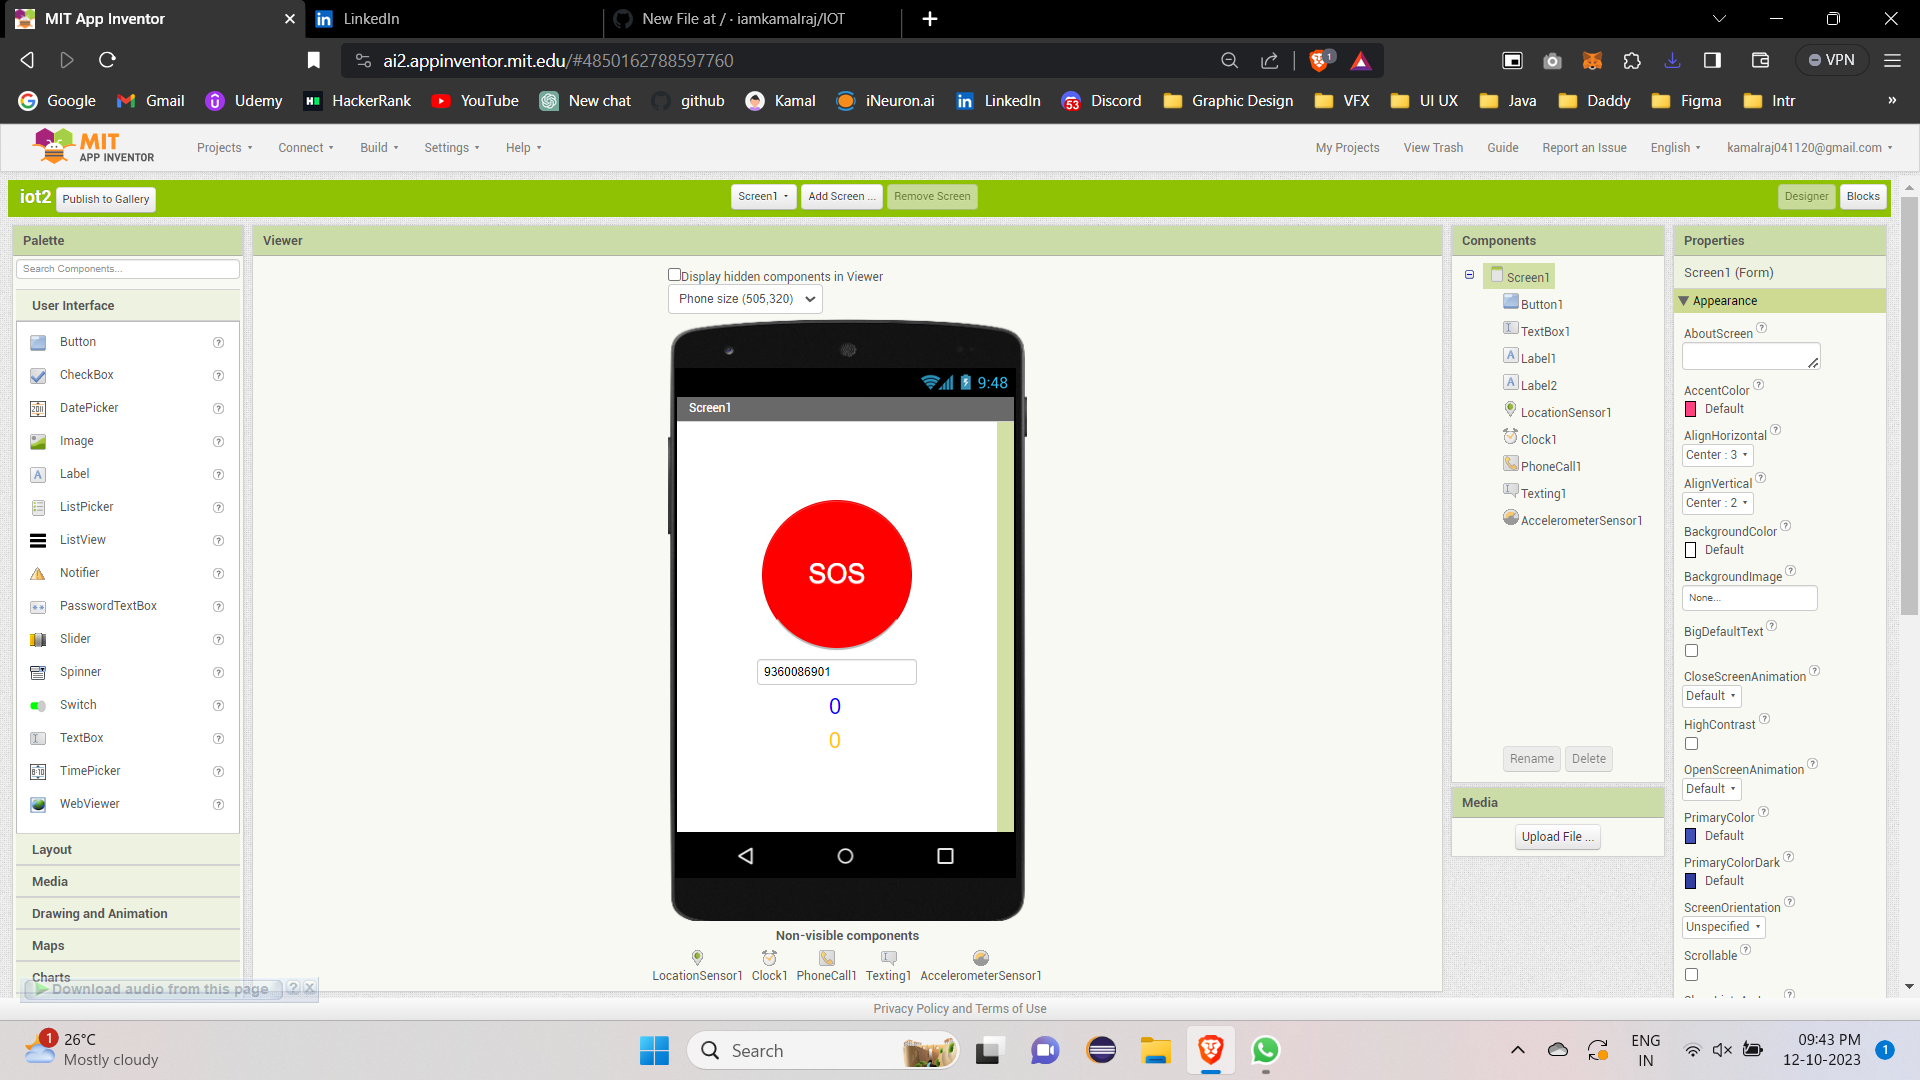 MIT App Inventor
LinkedIn
New File at / · iamkamalraj/IOT
ai2.appinventor.mit.edu/#4850162788597760
1
VPN
Google
Gmail
Udemy
HackerRank
YouTube
New chat
github
Kamal
iNeuron.ai
LinkedIn
53
Discord
Graphic Design
VFX
UI UX
Java
Daddy
Figma
Intr
»
MIT
APP INVENTOR
Projects
Connect
Build
Settings
Help
My Projects
View Trash
Guide
Report an Issue
English
kamalraj041120@gmail.com
iot2
Publish to Gallery
Screen1
Add Screen ...
Remove Screen
Designer
Blocks
Palette
Search Components...
User Interface
Button
CheckBox
DatePicker
Image
Label
ListPicker
ListView
Notifier
PasswordTextBox
Slider
Spinner
Switch
TextBox
TimePicker
WebViewer
Layout
Media
Drawing and Animation
Maps
Charts
Download audio from this page
Viewer
Display hidden components in Viewer
Phone size (505,320)
9:48
Screen1
SOS
9360086901
0
0
Non-visible components
LocationSensor1
Clock1
PhoneCall1
Texting1
AccelerometerSensor1
Components
Screen1
Button1
TextBox1
Label1
Label2
LocationSensor1
Clock1
PhoneCall1
Texting1
AccelerometerSensor1
Rename
Delete
Media
Upload File ...
Properties
Screen1 (Form)
Appearance
AboutScreen
AccentColor
Default
AlignHorizontal
Center : 3
AlignVertical
Center : 2
BackgroundColor
Default
BackgroundImage
None...
BigDefaultText
CloseScreenAnimation
Default
HighContrast
OpenScreenAnimation
Default
PrimaryColor
Default
PrimaryColorDark
Default
ScreenOrientation
Unspecified
Scrollable
Privacy Policy and Terms of Use
1
26°C
Mostly cloudy
Search
ENG
IN
09:43 PM
12-10-2023
1